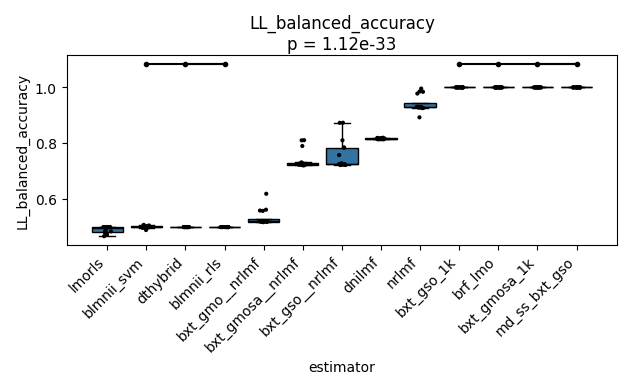 LL_balanced_accuracy
p = 1.12e-33
LL_balanced_accuracy
1.0
0.8
0.6
lmorls
blmnii_svm
dthybrid
blmnii_rls
bxt_gmo__nrlmf
bxt_gmosa__nrlmf
bxt_gso__nrlmf
dnilmf
nrlmf
bxt_gso_1k
brf_lmo
bxt_gmosa_1k
md_ss_bxt_gso
estimator